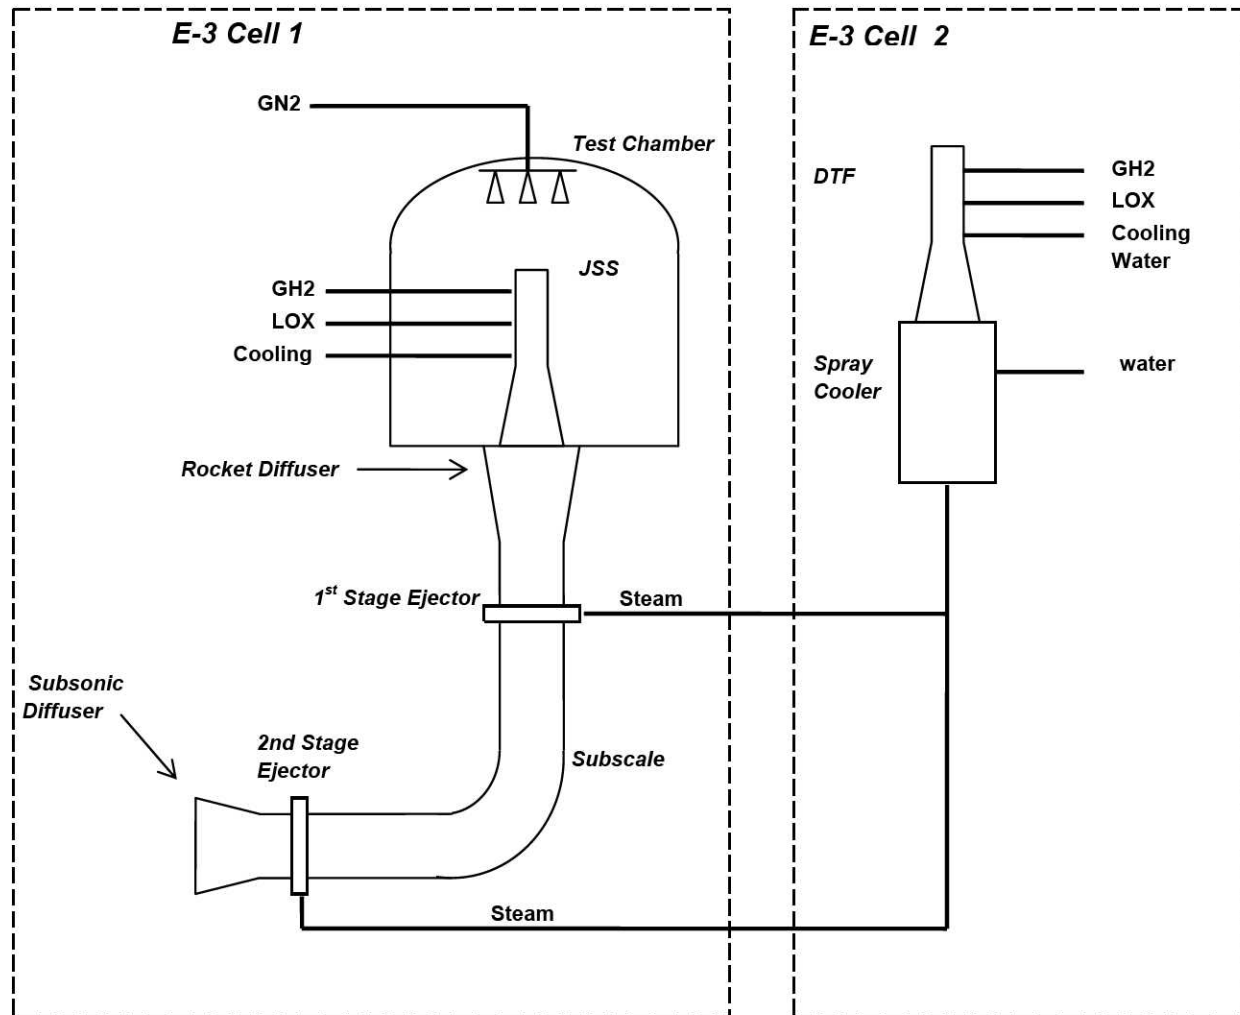 E-3 Cell 1
GN2
Test Chamber
JSS
GH2
LOX
Cooling
Rocket Diffuser
1st Stage Ejector
Steam
Subsonic
Diffuser
2nd Stage
Ejector
Subscale
Steam
E-3 Cell 2
DTF
GH2
LOX
Cooling
Water
Spray
Cooler
water